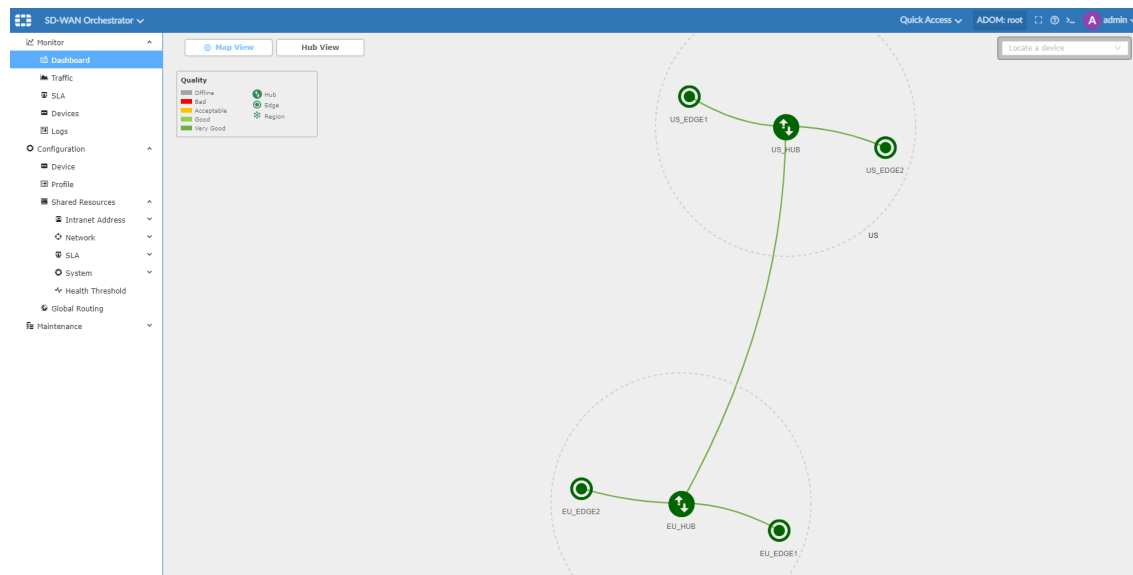 SD-WAN Orchestrator
Quick Access
ADOM: root
A admin
Monitor
Dashboard
Traffic
SLA
Devices
Logs
Configuration
Device
Profile
Shared Resources
Intranet Address
Network
SLA
System
Health Threshold
Global Routing
Maintenance
Map View
Hub View
Locate a device
Quality
Offline
Bad
Acceptable
Good
Very Good
Hub
Edge
Region
US_EDGE1
US_HUB
US_EDGE2
US
EU_EDGE2
EU_HUB
EU_EDGE1